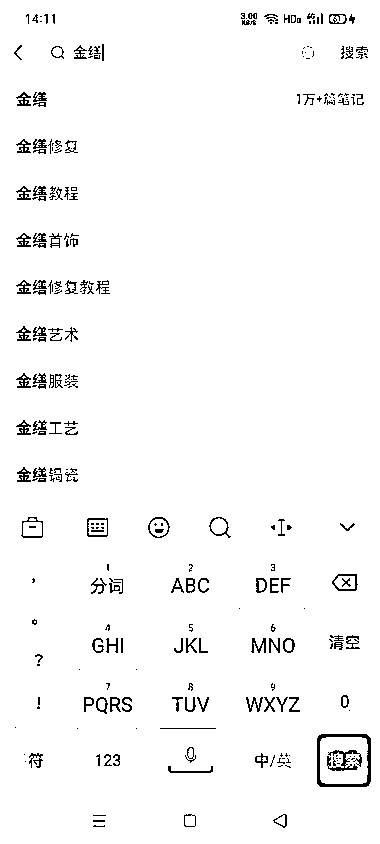 14:11 3.00 KB/S HD
金缮 搜索
金缮 1万+篇笔记
金缮修复
金缮教程
金缮首饰
金缮修复教程
金缮艺术
金缮服装
金缮工艺
金缮锔瓷
, 1 分词 2 ABC 3 DEF
° 4 GHI 5 JKL 6 MNO 清空
?
! 7 PQRS 8 TUV 9 WXYZ 0
符 123 中/英 搜索